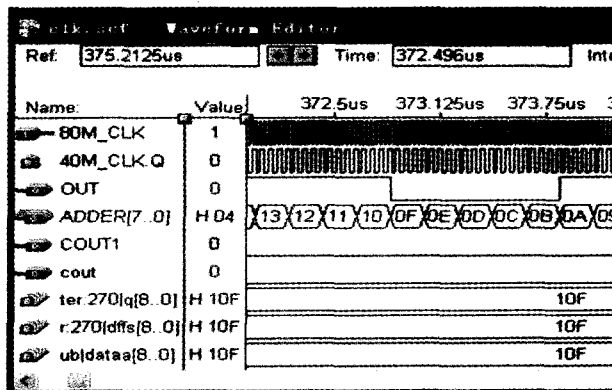 clk.scf Waveform Editor
Ref: 375.2125us Time: 372.496us Inte
Name: Value: 372.5us 373.125us 373.75us 3
80M_CLK 1
40M_CLK.Q 0
OUT 0
ADDER[7..0] H 04 13 12 11 10 0F 0E 0D 0C 0B 0A 09
COUT1 0
cout 0
ter:270|q[8..0] H 10F 10F
r:270|dffs[8..0] H 10F 10F
ub|dataa[8..0] H 10F 10F